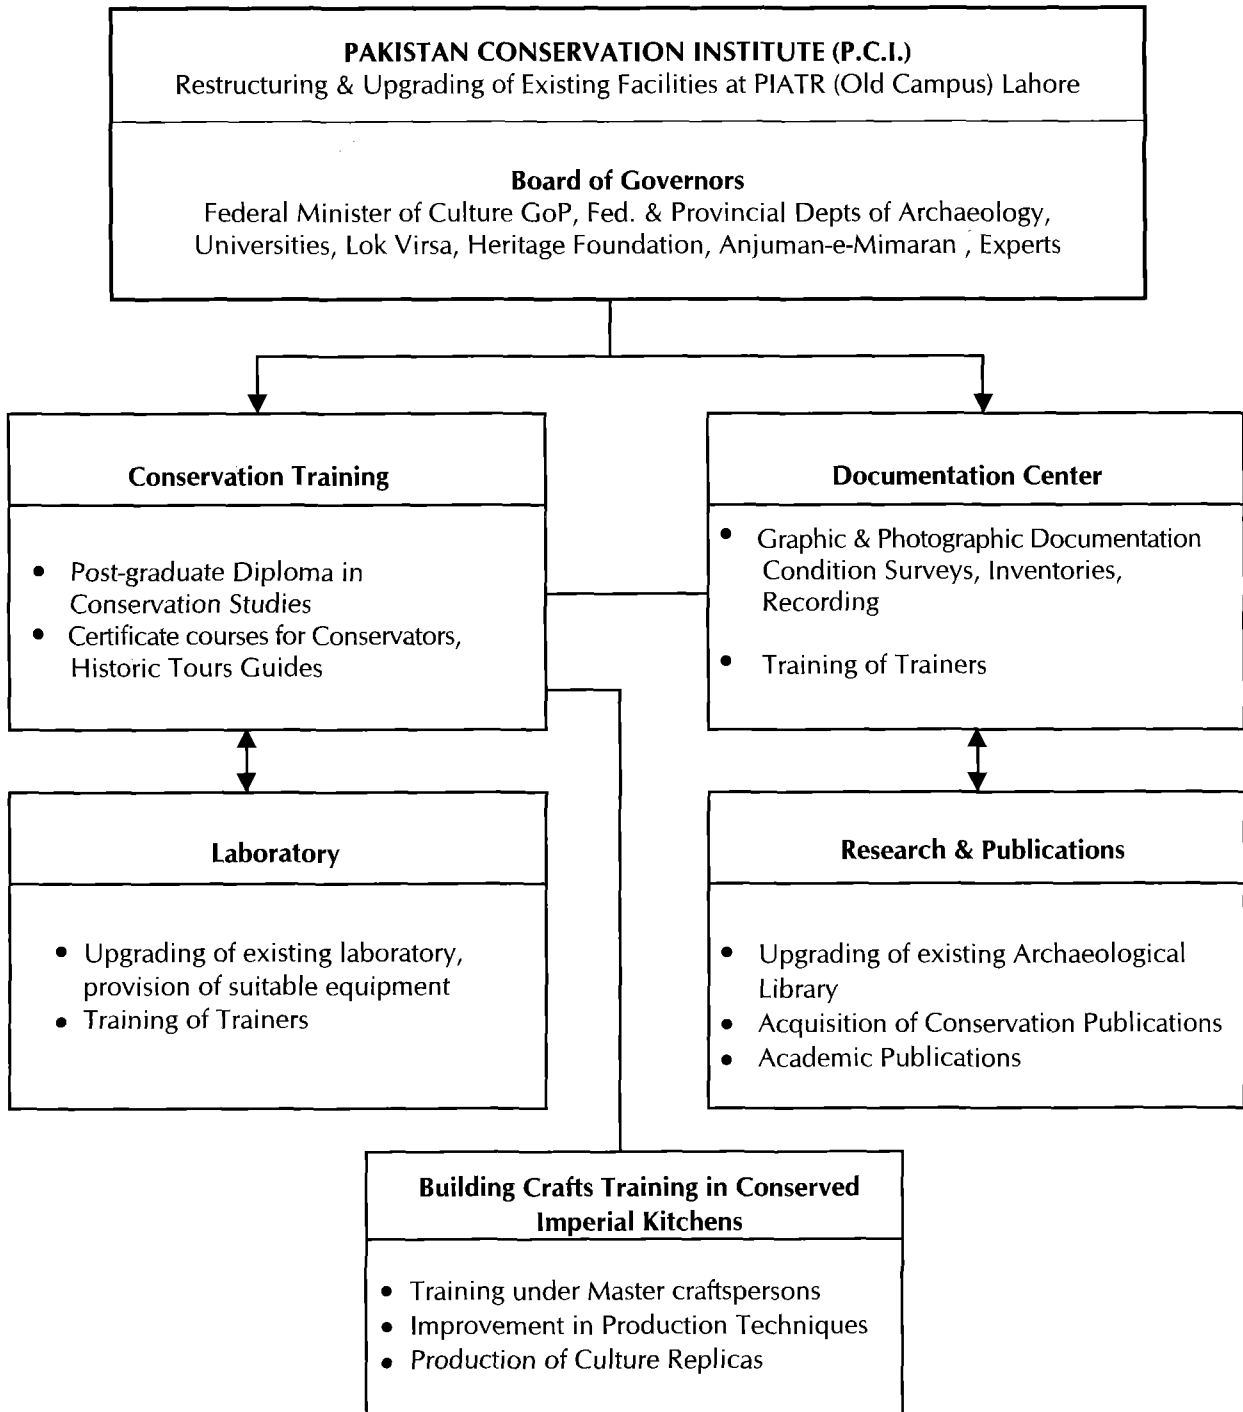 PAKISTAN CONSERVATION INSTITUTE (P.C.I.)
Restructuring & Upgrading of Existing Facilities at PIATR (Old Campus) Lahore
Board of Governors
Federal Minister of Culture GoP, Fed. & Provincial Depts of Archaeology,
Universities, Lok Virsa, Heritage Foundation, Anjuman-e-Mimaran , Experts
Conservation Training
• Post-graduate Diploma in
Conservation Studies
• Certificate courses for Conservators,
Historic Tours Guides
Documentation Center
• Graphic & Photographic Documentation
Condition Surveys, Inventories,
Recording
• Training of Trainers
Laboratory
• Upgrading of existing laboratory,
provision of suitable equipment
• Training of Trainers
Research & Publications
• Upgrading of existing Archaeological
Library
• Acquisition of Conservation Publications
• Academic Publications
Building Crafts Training in Conserved
Imperial Kitchens
• Training under Master craftspersons
• Improvement in Production Techniques
• Production of Culture Replicas